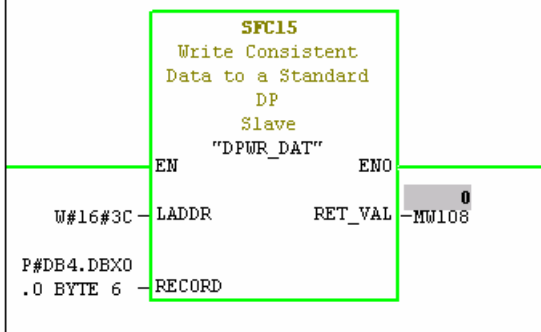 SFC15
Write Consistent
Data to a Standard
DP
Slave
"DPWR_DAT"
EN ENO
0
W#16#3C LADDR RET_VAL MW108
P#DB4.DBX0
.0 BYTE 6 RECORD